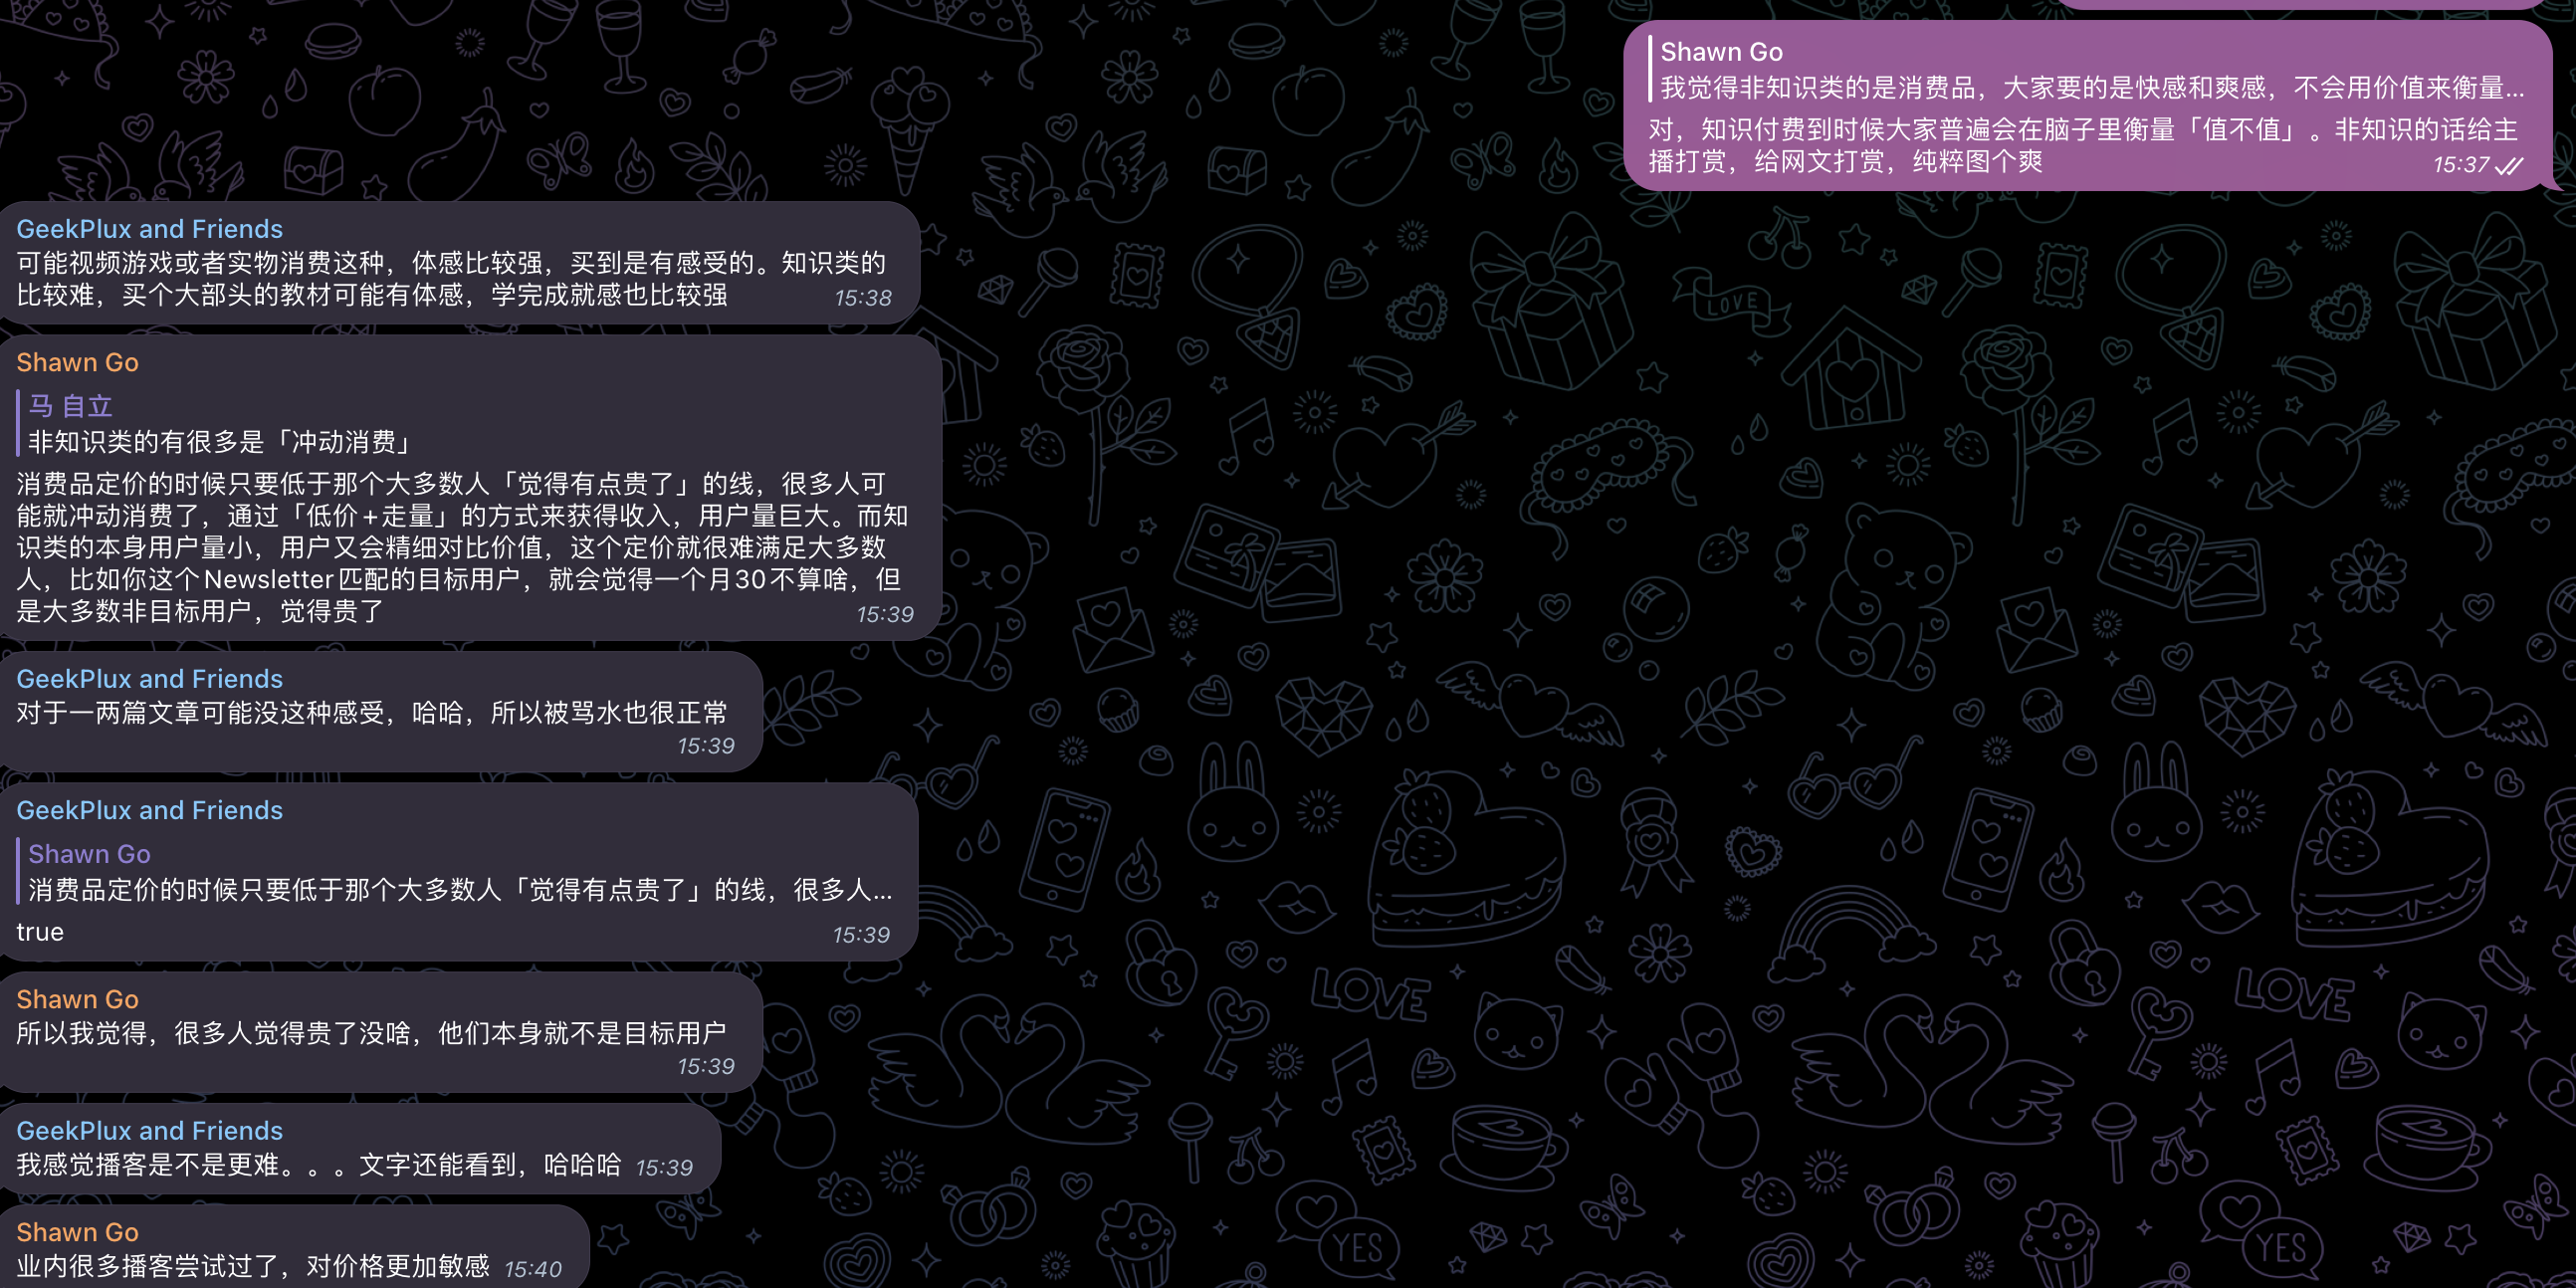 Shawn Go
我觉得非知识类的是消费品，大家要的是快感和爽感，不会用价值来衡量...
对，知识付费到时候大家普遍会在脑子里衡量「值不值」。非知识的话给主
播打赏，给网文打赏，纯粹图个爽
15:37
GeekPlux and Friends
可能视频游戏或者实物消费这种，体感比较强，买到是有感受的。知识类的
比较难，买个大部头的教材可能有体感，学完成就感也比较强
15:38
Shawn Go
马 自立
非知识类的有很多是「冲动消费」
消费品定价的时候只要低于那个大多数人「觉得有点贵了」的线，很多人可
能就冲动消费了，通过「低价+走量」的方式来获得收入，用户量巨大。而知
识类的本身用户量小，用户又会精细对比价值，这个定价就很难满足大多数
人，比如你这个Newsletter匹配的目标用户，就会觉得一个月30不算啥，但
是大多数非目标用户，觉得贵了
15:39
GeekPlux and Friends
对于一两篇文章可能没这种感受，哈哈，所以被骂水也很正常
15:39
GeekPlux and Friends
Shawn Go
消费品定价的时候只要低于那个大多数人「觉得有点贵了」的线，很多人...
true
15:39
Shawn Go
所以我觉得，很多人觉得贵了没啥，他们本身就不是目标用户
15:39
GeekPlux and Friends
我感觉播客是不是更难。。。文字还能看到，哈哈哈 15:39
Shawn Go
业内很多播客尝试过了，对价格更加敏感 15:40
LOVE
LOVE
LOVE
YES
YES